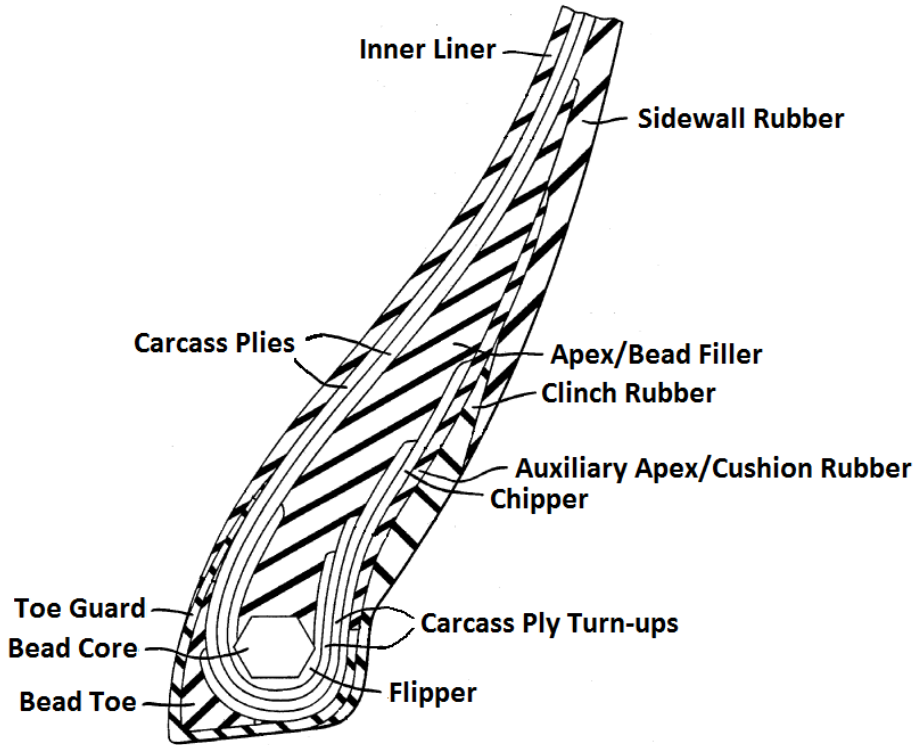 Inner Liner
Sidewall Rubber
Carcass Plies
Apex/Bead Filler
Clinch Rubber
Auxiliary Apex/Cushion Rubber
Chipper
Toe Guard
Carcass Ply Turn-ups
Bead Core
Flipper
Bead Toe